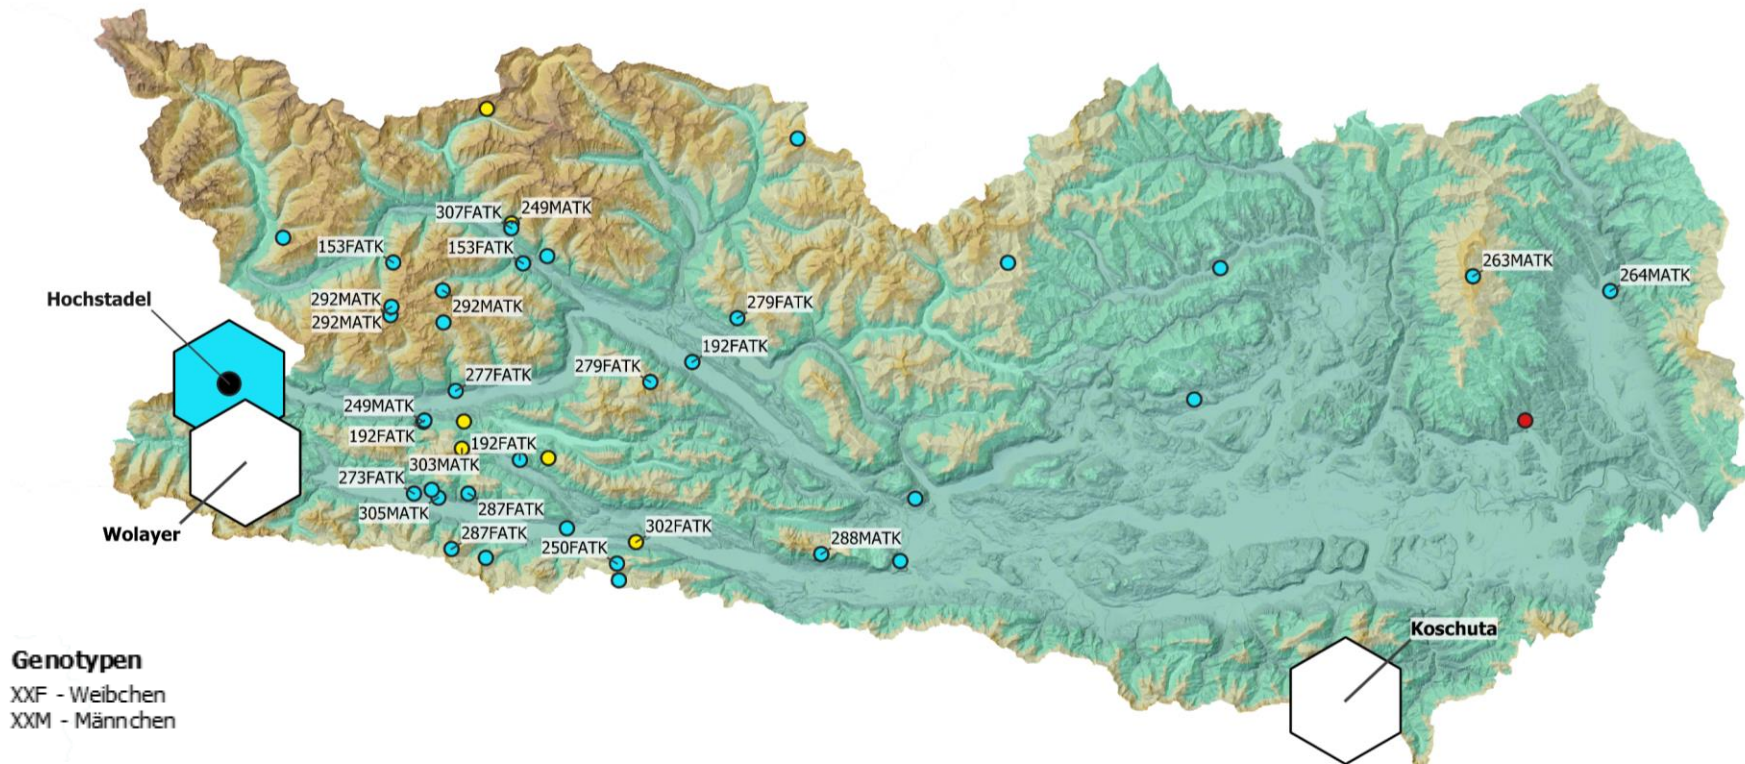 307FATK
249MATK
153FATK
153FATK
263MATK
264MATK
Hochstadel
292MATK
292MATK
292MATK
279FATK
192FATK
279FATK
277FATK
249MATK
192FATK
192FATK
303MATK
273FATK
305MATK
287FATK
Wolayer
287FATK
302FATK
250FATK
288MATK
Koschuta
Genotypen
XXF - Weibchen
XXM - Männchen